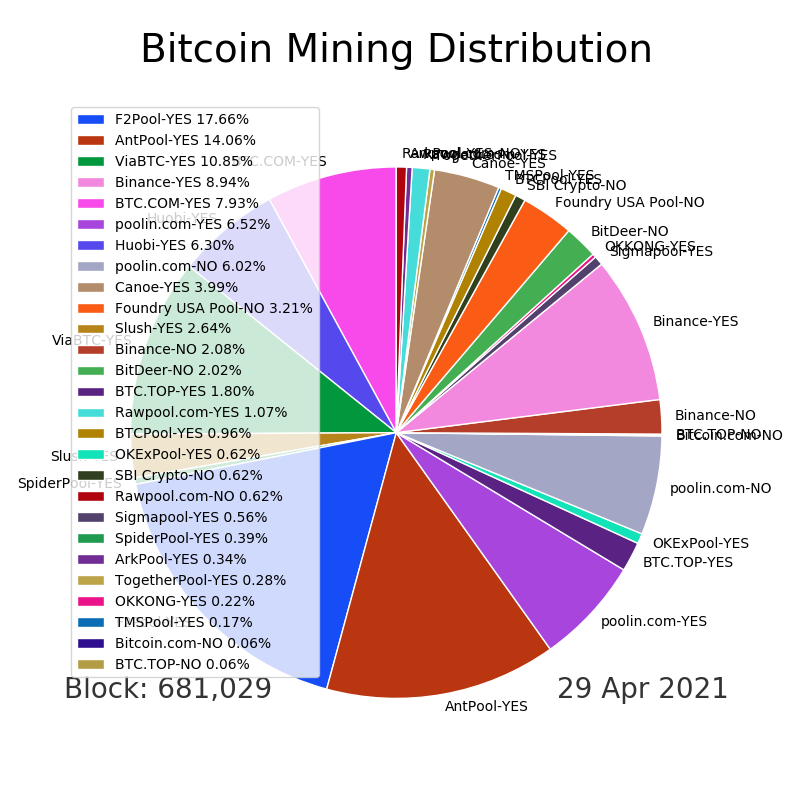 Bitcoin Mining Distribution
F2Pool-YES 17.66%
AntPool-YES 14.06%
ViaBTC-YES 10.85%
Binance-YES 8.94%
BTC.COM-YES 7.93%
poolin.com-YES 6.52%
Huobi-YES 6.30%
poolin.com-NO 6.02%
Canoe-YES 3.99%
Foundry USA Pool-NO 3.21%
Slush-YES 2.64%
Binance-NO 2.08%
BitDeer-NO 2.02%
BTC.TOP-YES 1.80%
Rawpool.com-YES 1.07%
BTCPool-YES 0.96%
OKExPool-YES 0.62%
SBI Crypto-NO 0.62%
Rawpool.com-NO 0.62%
Sigmapool-YES 0.56%
SpiderPool-YES 0.39%
ArkPool-YES 0.34%
TogetherPool-YES 0.28%
OKKONG-YES 0.22%
TMSPool-YES 0.17%
Bitcoin.com-NO 0.06%
BTC.TOP-NO 0.06%
BTC.COM-YES
Huobi-YES
ViaBTC-YES
Slush-YES
SpiderPool-YES
Canoe-YES
TMSPool-YES
BTCPool-YES
SBI Crypto-NO
Foundry USA Pool-NO
BitDeer-NO
OKKONG-YES
Sigmapool-YES
Binance-YES
Binance-NO
BTC.TOP-NO
Bitcoin.com-NO
poolin.com-NO
OKExPool-YES
BTC.TOP-YES
poolin.com-YES
AntPool-YES
Block: 681,029
29 Apr 2021